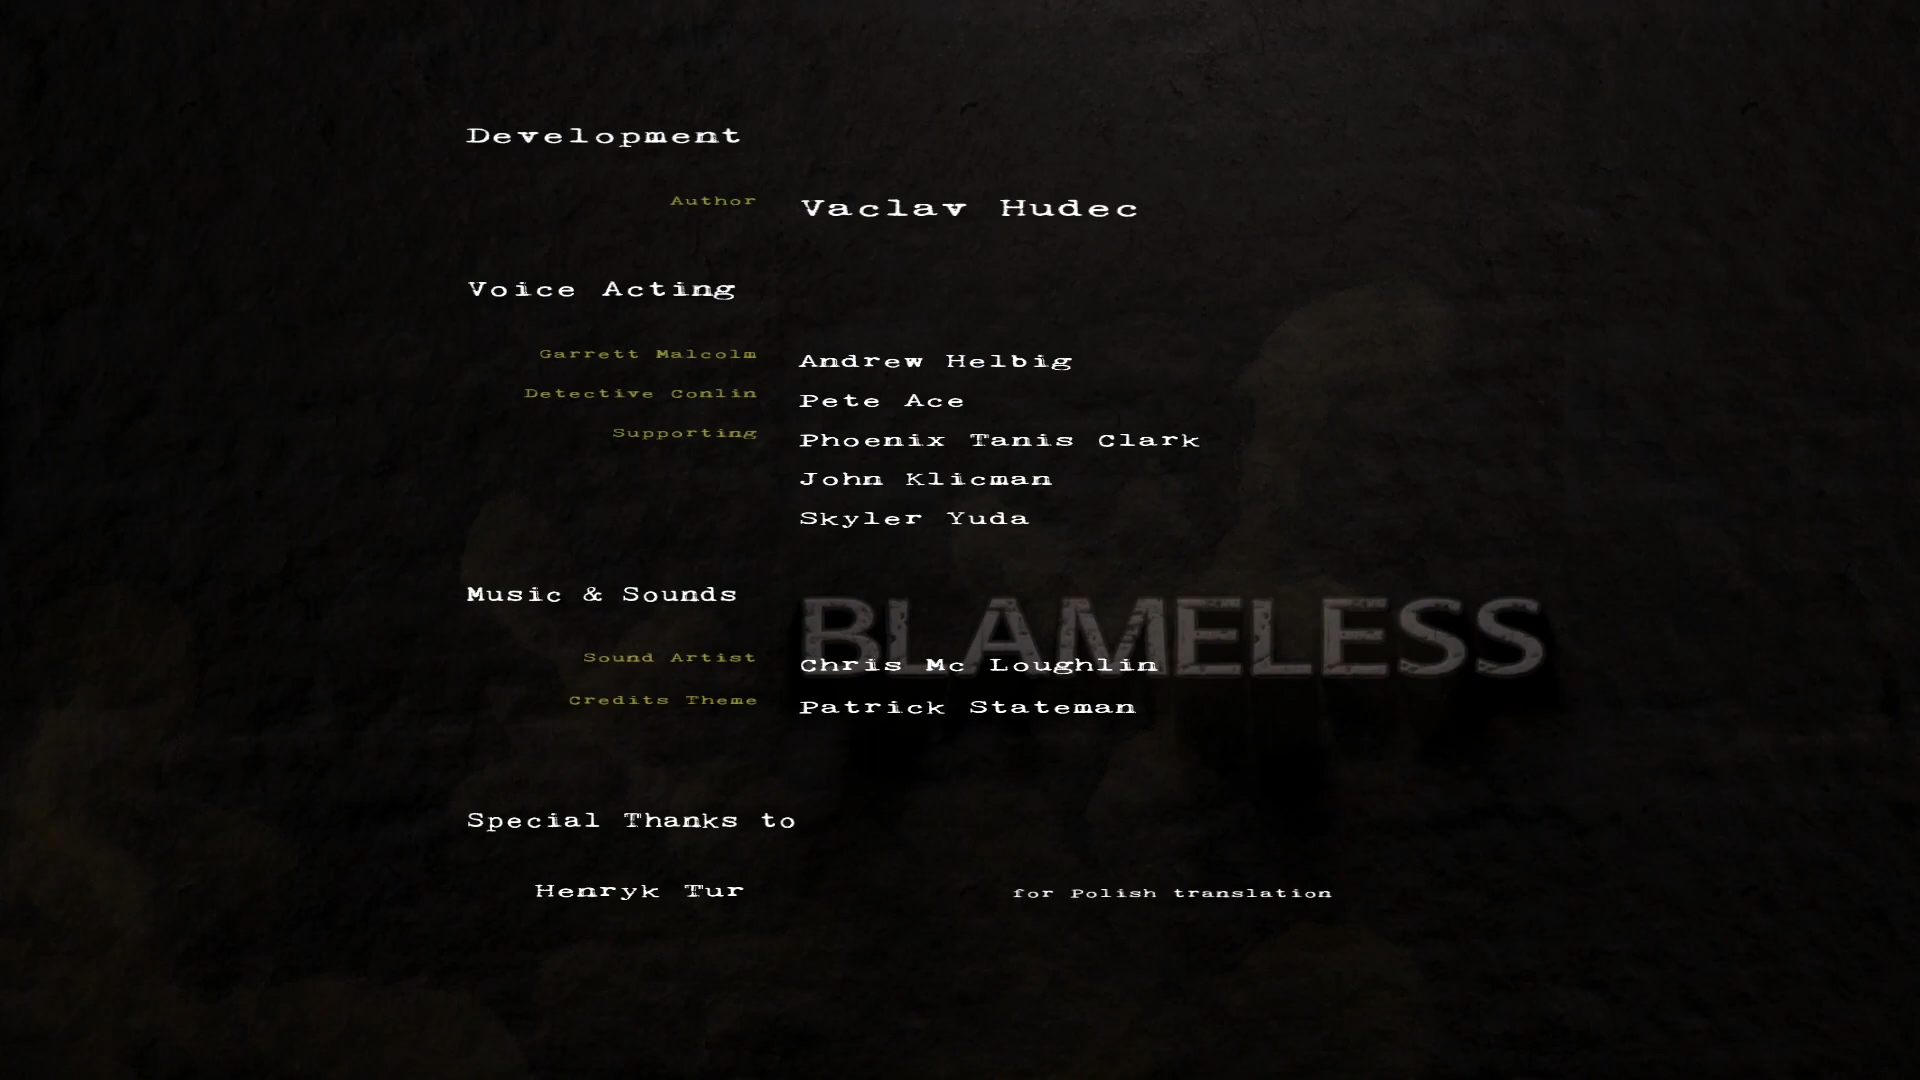 Development
Author Vaclav Hudec
Voice Acting
Garrett Malcolm Andrew Helbig
Detective Conlin Pete Ace
Supporting Phoenix Tanis Clark
John Klicman
Skyler Yuda
Music & Sounds
BLAMELESS
Sound Artist Chris Mc Loughlin
Credits Theme Patrick Stateman
Special Thanks to
Henryk Tur for Polish translation